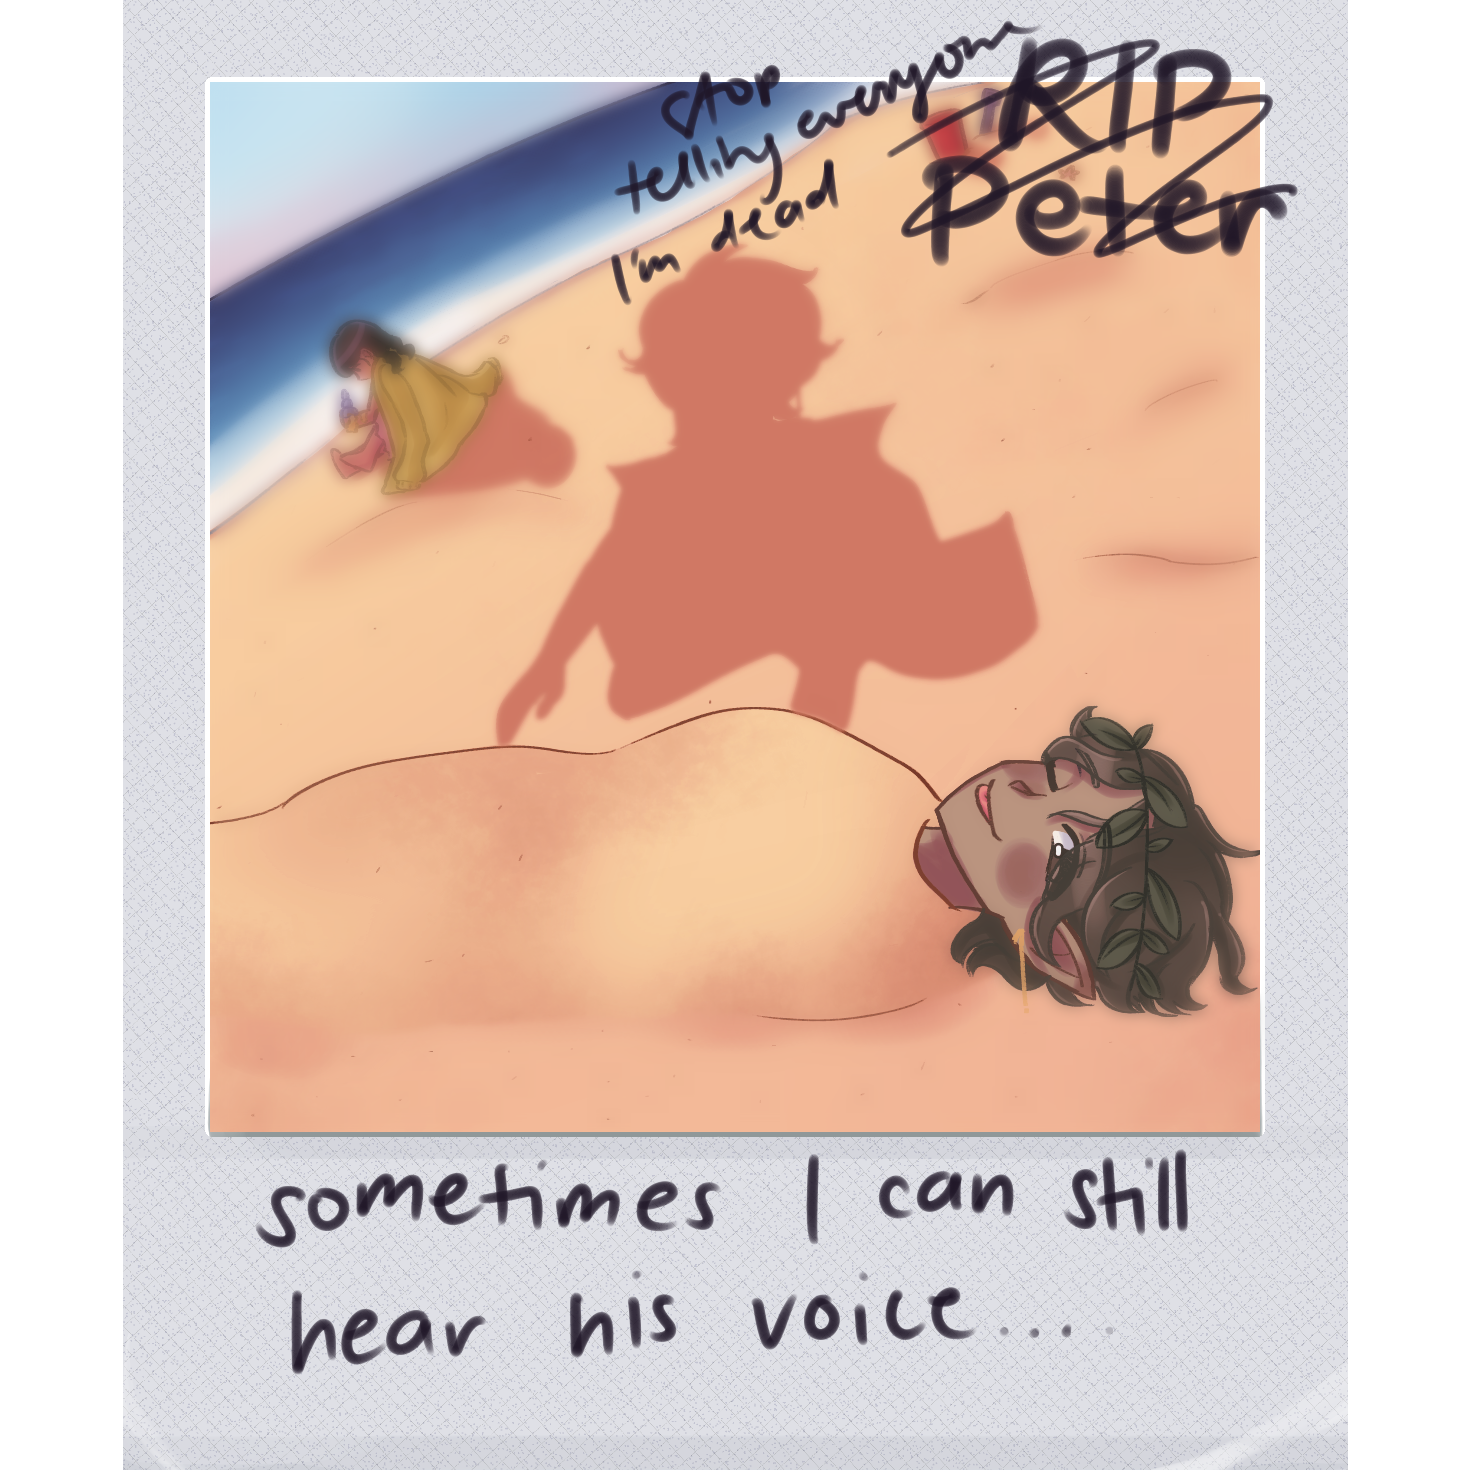 stop
telling everyone
I'm dead
RIP
Peter
sometimes I can still
hear his voice....